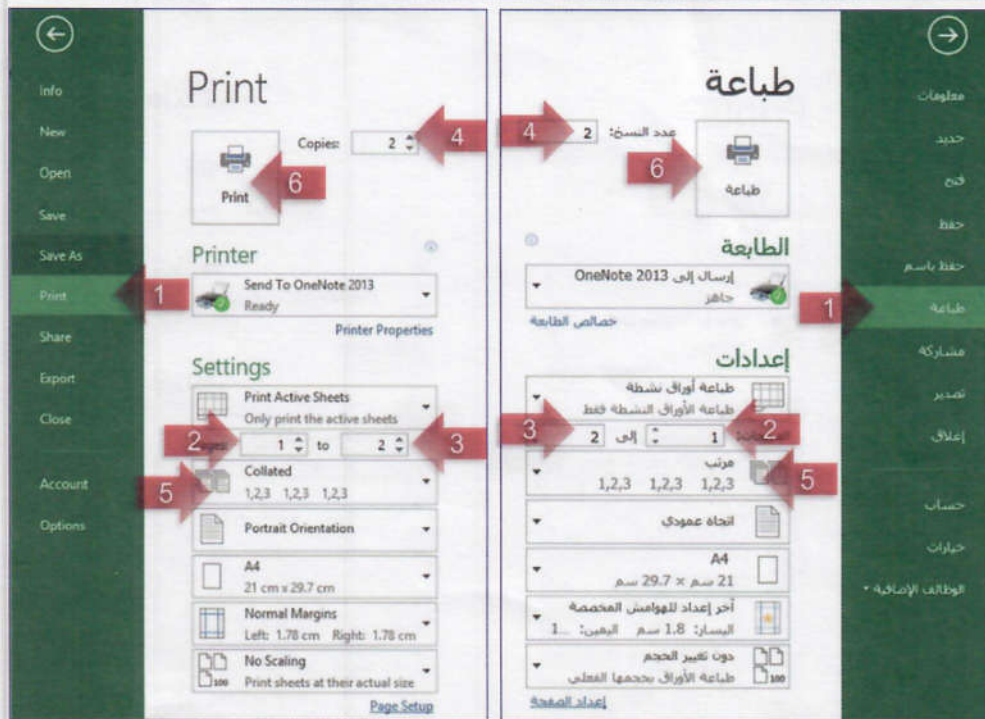 Info
New
Open
Save
Save As
Print
Share
Export
Close
Account
Options
Print
Print
Copies: 2
4
6
Printer
Send To OneNote 2013
Ready
Printer Properties
1
Settings
Print Active Sheets
Only print the active sheets
2
1 to 2
3
5
Collated
1,2,3 1,2,3 1,2,3
Portrait Orientation
A4
21 cm x 29.7 cm
Normal Margins
Left: 1.78 cm Right: 1.78 cm
No Scaling
100 Print sheets at their actual size
Page Setup
معلومات
جديد
فتح
حفظ
حفظ باسم
طباعة
مشاركة
تصدير
إغلاق
حساب
خيارات
الوظائف الإضافية
طباعة
طباعة
عدد النسخ: 2
4
6
الطابعة
إرسال إلى OneNote 2013
جاهز
خصائص الطابعة
1
إعدادات
طباعة أوراق نشطة
طباعة الأوراق النشطة فقط
2
1 إلى 2
3
5
مرتب
1,2,3 1,2,3 1,2,3
اتجاه عمودي
A4
21 سم × 29.7 سم
آخر إعداد للهوامش المخصصة
اليسار: 1.8 سم اليمين: 1...
دون تغيير الحجم
100 طباعة الأوراق بحجمها الفعلي
إعداد الصفحة